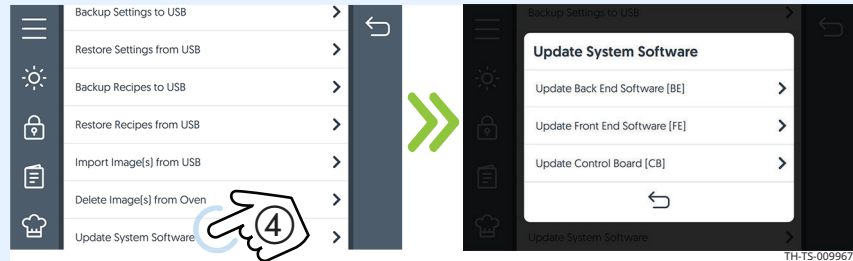 Backup Settings to USB
Restore Settings from USB
Backup Recipes to USB
Restore Recipes from USB
Import Image(s) from USB
Delete Image(s) from Oven
Update System Software
4
Backup Settings to USB
Update System Software
Update Back End Software [BE]
Update Front End Software [FE]
Update Control Board [CB]
Update System Software
TH-TS-009967